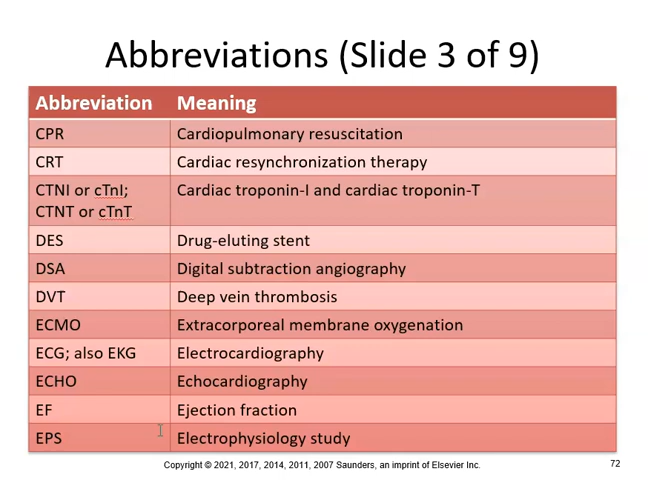 Abbreviations (Slide 3 of 9)
Abbreviation Meaning
CPR Cardiopulmonary resuscitation
CRT Cardiac resynchronization therapy
CTNI or cTnI; Cardiac troponin-I and cardiac troponin-T
CTNT or cTnT
DES Drug-eluting stent
DSA Digital subtraction angiography
DVT Deep vein thrombosis
ECMO Extracorporeal membrane oxygenation
ECG; also EKG Electrocardiography
ECHO Echocardiography
EF Ejection fraction
EPS Electrophysiology study
Copyright © 2021, 2017, 2014, 2011, 2007 Saunders, an imprint of Elsevier Inc. 72